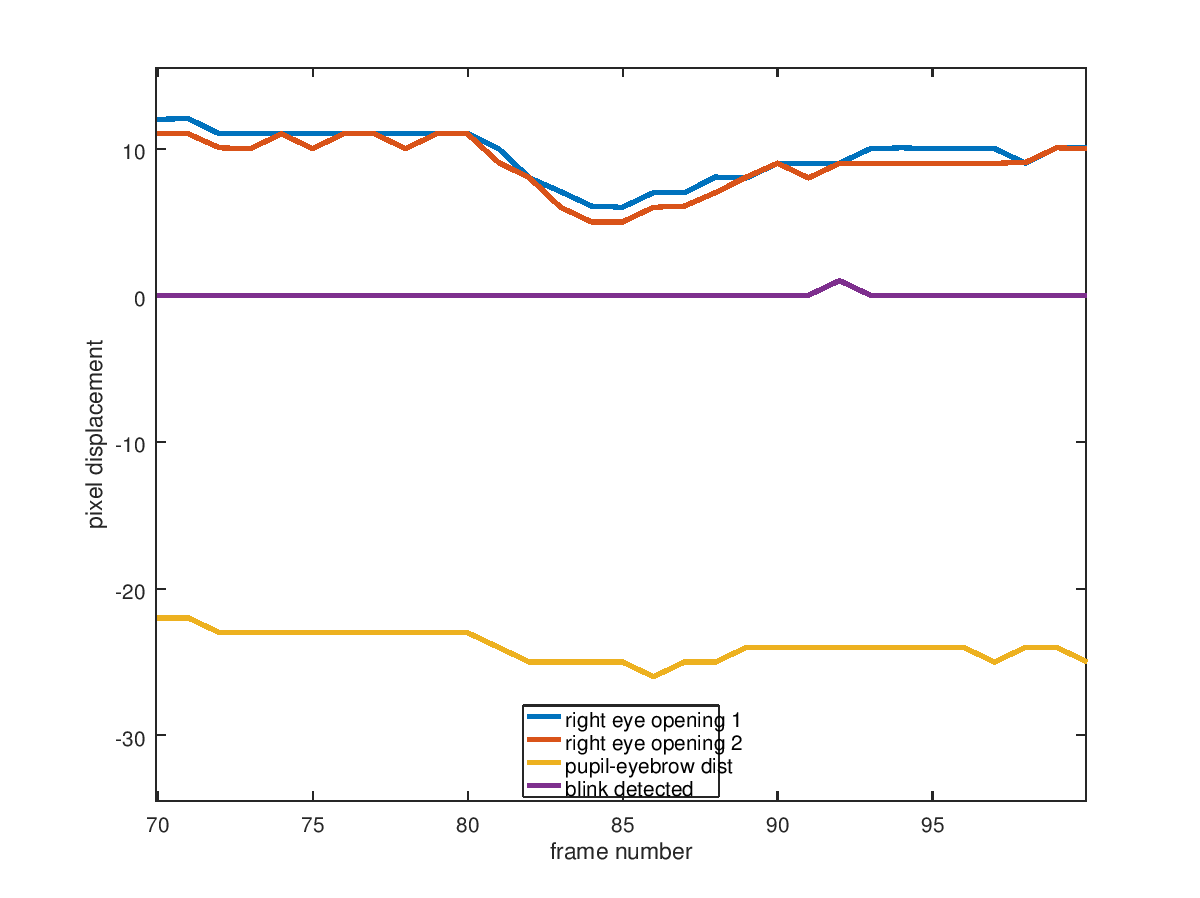 10
0
-10
-20
-30
pixel displacement
right eye opening 1
right eye opening 2
pupil-eyebrow dist
blink detected
70 75 80 85 90 95
frame number